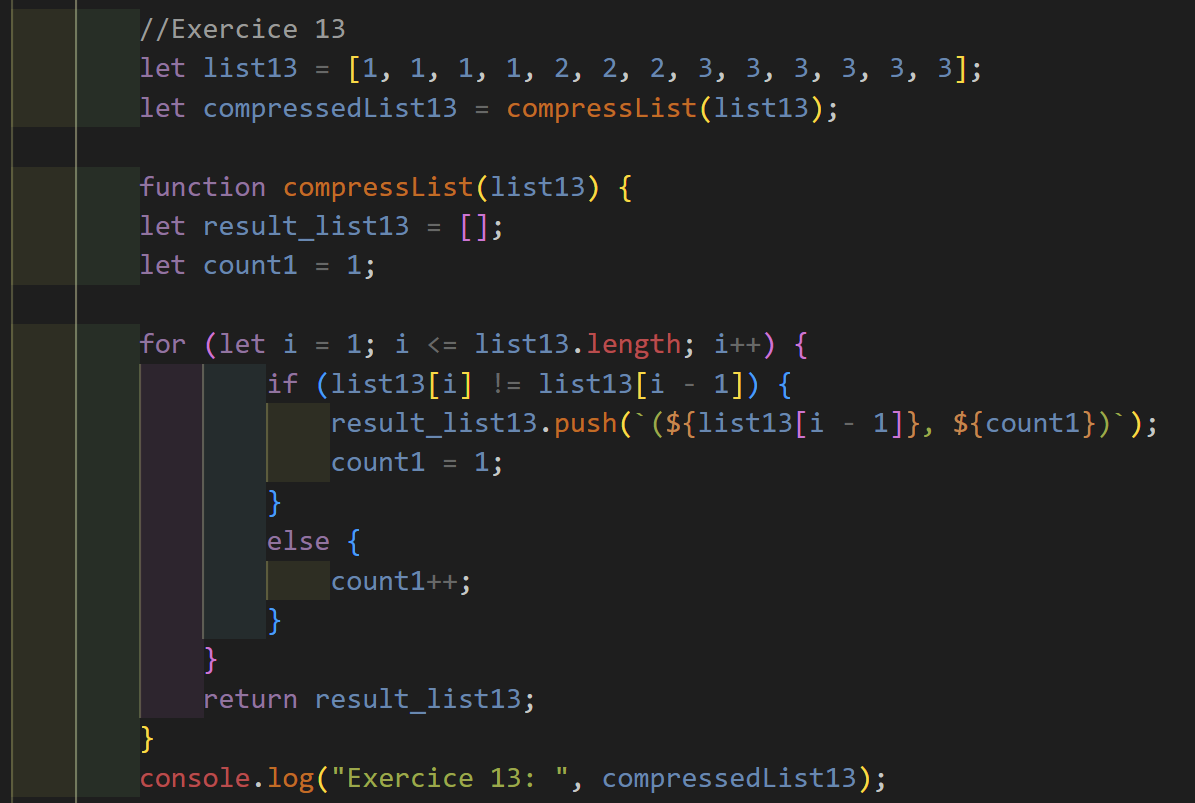 //Exercice 13
let list13 = [1, 1, 1, 1, 2, 2, 2, 3, 3, 3, 3, 3, 3];
let compressedList13 = compressList(list13);

function compressList(list13) {
let result_list13 = [];
let count1 = 1;

for (let i = 1; i <= list13.length; i++) {
        if (list13[i] != list13[i - 1]) {
            result_list13.push(`(${list13[i - 1]}, ${count1})`);
            count1 = 1;
        }
        else {
            count1++;
        }
    }
    return result_list13;
}
console.log("Exercice 13: ", compressedList13);